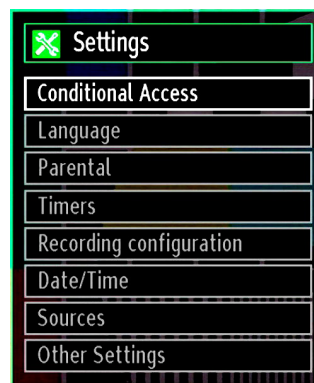 Settings
Conditional Access
Language
Parental
Timers
Recording configuration
Date/Time
Sources
Other Settings